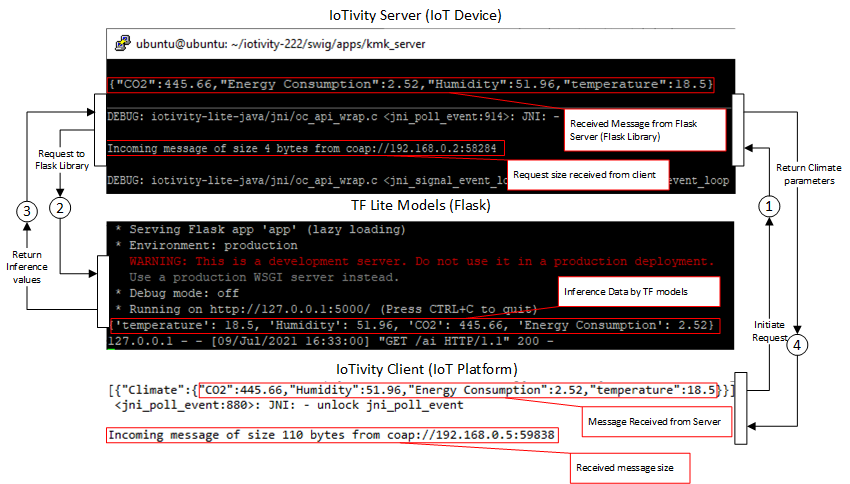 IoTivity Server (IoT Device)
ubuntu@ubuntu: ~/iotivity-222/swig/apps/kmk_server
{"CO2":445.66,"Energy Consumption":2.52,"Humidity":51.96,"temperature":18.5}
DEBUG: iotivity-lite-java/jni/oc_api_wrap.c <jni_poll_event:914>: JNI: -
Received Message from Flask
Server (Flask Library)
Incoming message of size 4 bytes from coap://192.168.0.2:58284
Request size received from client
DEBUG: iotivity-lite-java/jni/oc_api_wrap.c <jni_signal_event_lo
event_loop
Request to
Flask Library
Return Climate
parameters
3
2
1
TF Lite Models (Flask)
* Serving Flask app 'app' (lazy loading)
* Environment: production
WARNING: This is a development server. Do not use it in a production deployment.
Use a production WSGI server instead.
* Debug mode: off
* Running on http://127.0.0.1:5000/ (Press CTRL+C to quit)
Inference Data by TF models
{'temperature': 18.5, 'Humidity': 51.96, 'CO2': 445.66, 'Energy Consumption': 2.52}
127.0.0.1 - - [09/Jul/2021 16:33:00] "GET /ai HTTP/1.1" 200 -
Return
Inference
values
Initiate
Request
4
IoTivity Client (IoT Platform)
[{"Climate":{"CO2":445.66,"Humidity":51.96,"Energy Consumption":2.52,"temperature":18.5}}]
<jni_poll_event:880>: JNI: - unlock jni_poll_event
Message Received from Server
Incoming message of size 110 bytes from coap://192.168.0.5:59838
Received message size